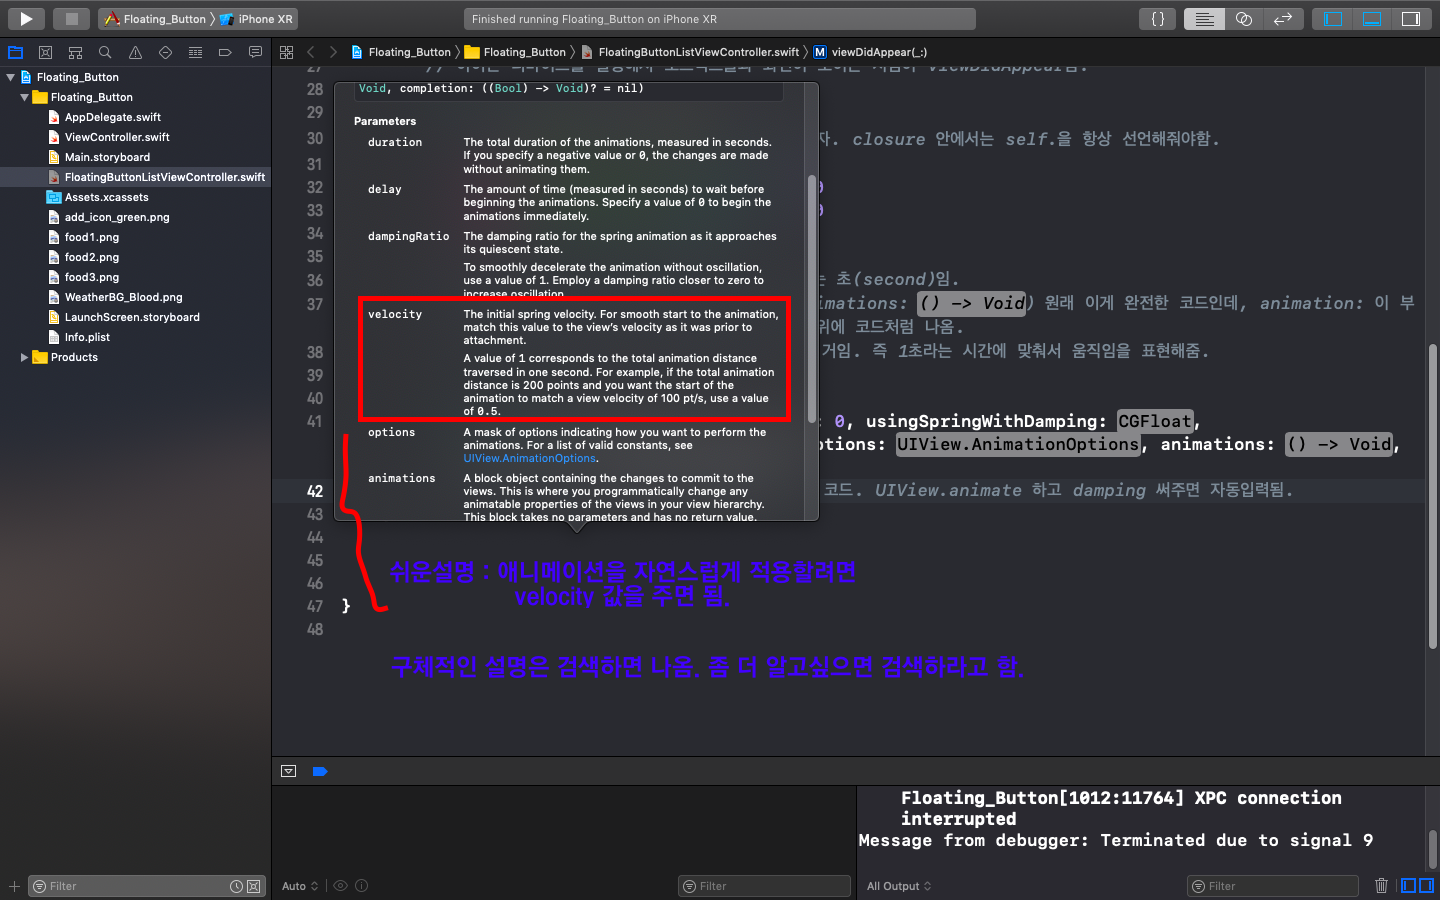 Floating_Button 〉 iPhone XR
Finished running Floating_Button on iPhone XR
Floating_Button 〉 Floating_Button 〉 FloatingButtonListViewController.swift 〉 M viewDidAppear(_:)
Floating_Button
Floating_Button
AppDelegate.swift
ViewController.swift
Main.storyboard
FloatingButtonListViewController.swift
Assets.xcassets
add_icon_green.png
food1.png
food2.png
food3.png
WeatherBG_Blood.png
LaunchScreen.storyboard
Info.plist
Products
Filter
27
28
29
30 자. closure 안에서는 self.을 항상 선언해줘야함.
31
32 0
33 0
34
35
36 는 초(second)임.
37 imations: () -> Void) 원래 이게 완전한 코드인데, animation: 이 부
위에 코드처럼 나옴.
38 거임. 즉 1초라는 시간에 맞춰서 움직임을 표현해줌.
39
40
41 : 0, usingSpringWithDamping: CGFloat,
tions: UIView.AnimationOptions, animations: () -> Void,
42 코드. UIView.animate 하고 damping 써주면 자동입력됨.
43
44
45
46
47 }
48
Void, completion: ((Bool) -> Void)? = nil)
Parameters
duration The total duration of the animations, measured in seconds.
If you specify a negative value or 0, the changes are made
without animating them.
delay The amount of time (measured in seconds) to wait before
beginning the animations. Specify a value of 0 to begin the
animations immediately.
dampingRatio The damping ratio for the spring animation as it approaches
its quiescent state.
To smoothly decelerate the animation without oscillation,
use a value of 1. Employ a damping ratio closer to zero to
increase oscillation.
velocity The initial spring velocity. For smooth start to the animation,
match this value to the view's velocity as it was prior to
attachment.
A value of 1 corresponds to the total animation distance
traversed in one second. For example, if the total animation
distance is 200 points and you want the start of the
animation to match a view velocity of 100 pt/s, use a value
of 0.5.
options A mask of options indicating how you want to perform the
animations. For a list of valid constants, see
UIView.AnimationOptions.
animations A block object containing the changes to commit to the
views. This is where you programmatically change any
animatable properties of the views in your view hierarchy.
This block takes no parameters and has no return value.
쉬운설명 : 애니메이션을 자연스럽게 적용할려면
velocity 값을 주면 됨.
구체적인 설명은 검색하면 나옴. 좀 더 알고싶으면 검색하라고 함.
Floating_Button[1012:11764] XPC connection
interrupted
Message from debugger: Terminated due to signal 9
Auto
Filter
All Output
Filter